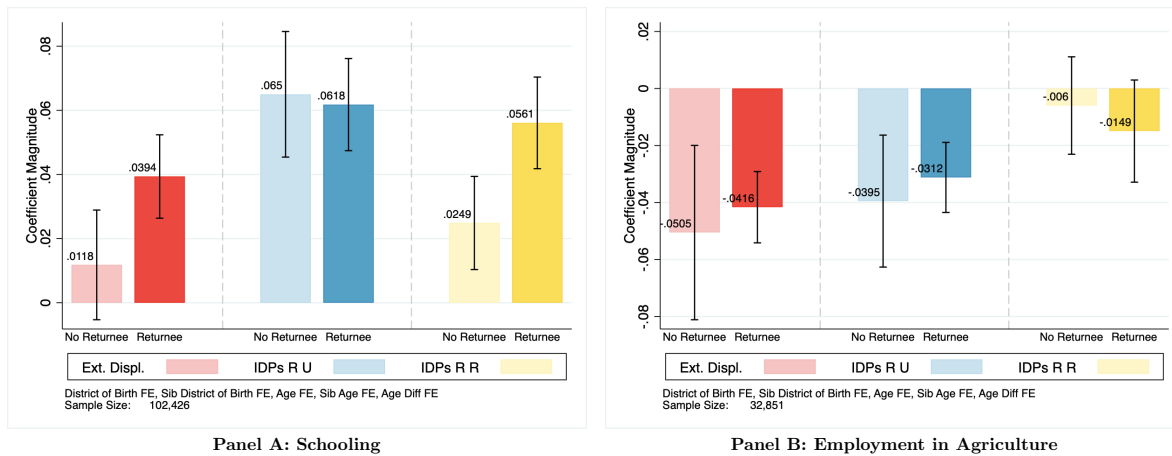 .08
.06
.04
.02
0
Coefficient Magnitude
.0118
.0394
.065
.0618
.0249
.0561
No Returnee Returnee No Returnee Returnee No Returnee Returnee
Ext. Displ. IDPs R U IDPs R R
District of Birth FE, Sib District of Birth FE, Age FE, Sib Age FE, Age Diff FE
Sample Size: 102,426
Panel A: Schooling
.02
0
-.02
-.04
-.06
-.08
Coefficient Magnitude
-.0505
-.0416
-.0395
-.0312
-.006
-.0149
No Returnee Returnee No Returnee Returnee No Returnee Returnee
Ext. Displ. IDPs R U IDPs R R
District of Birth FE, Sib District of Birth FE, Age FE, Sib Age FE, Age Diff FE
Sample Size: 32,851
Panel B: Employment in Agriculture